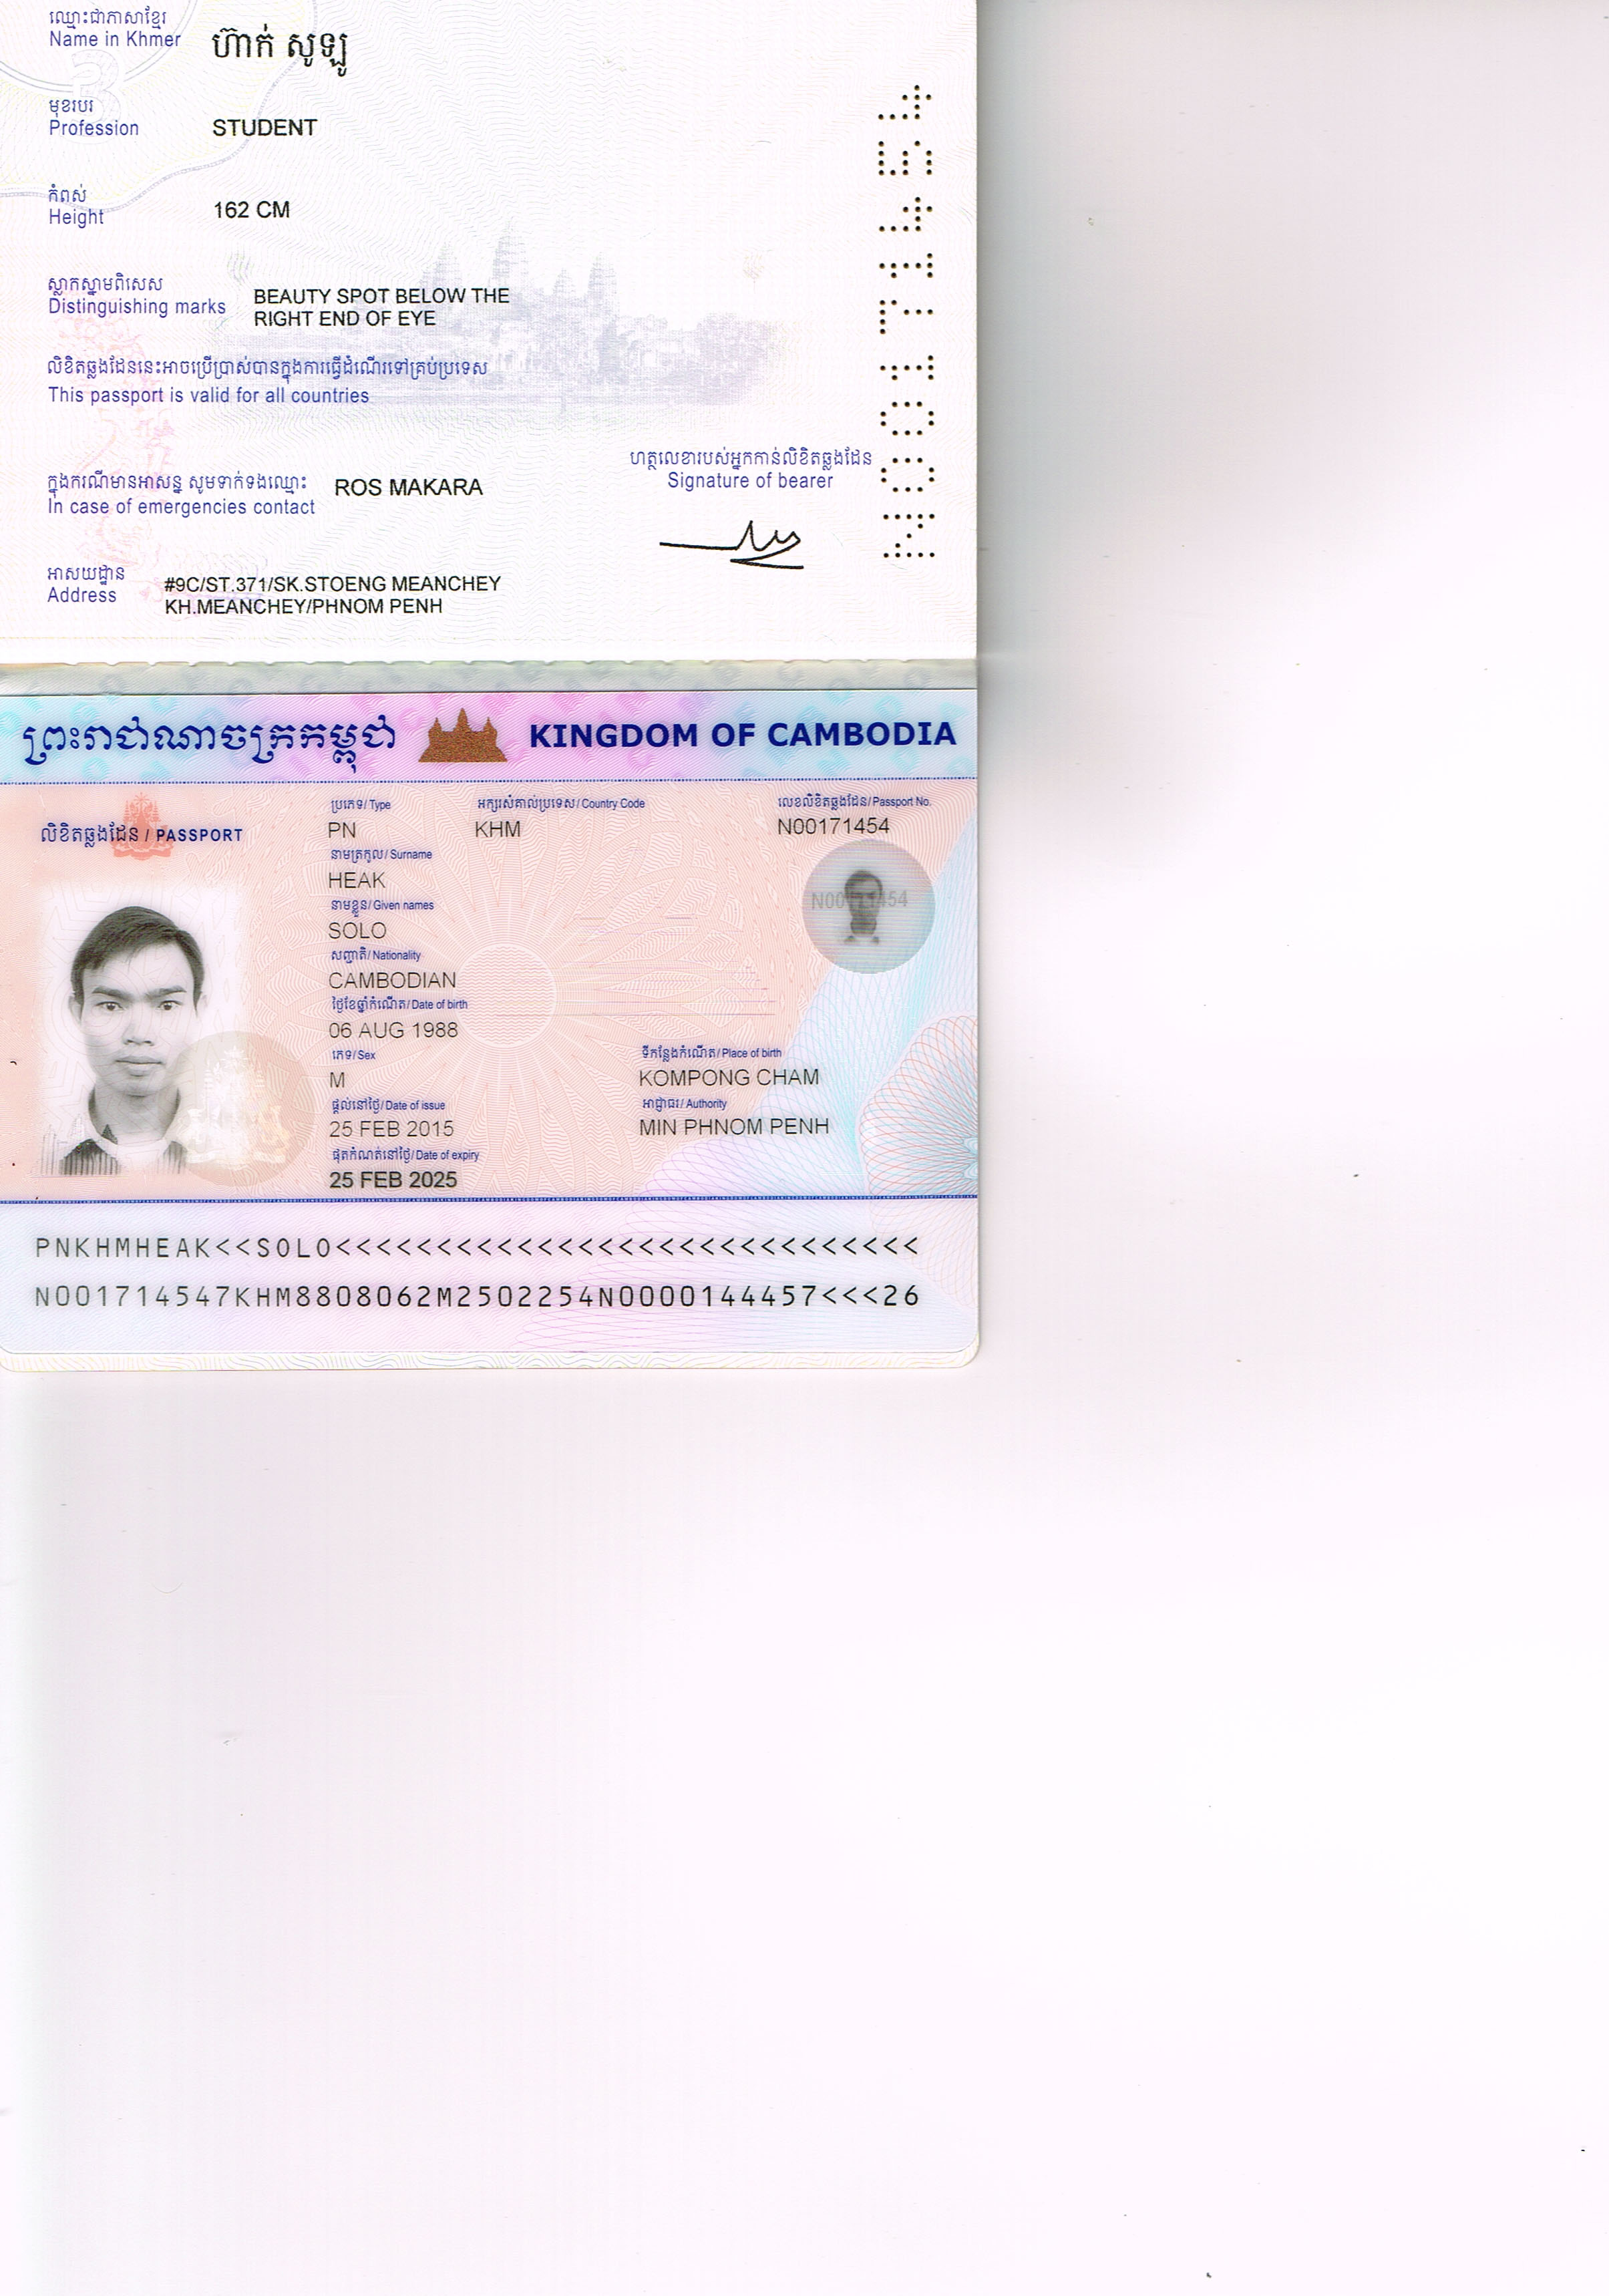 ឈ្មោះជាភាសាខ្មែរ
Name in Khmer ហ៊ាក់ សូឡូ
3
មុខរបរ
Profession STUDENT
កំពស់
Height 162 CM
ស្លាកស្នាមពិសេស
Distinguishing marks BEAUTY SPOT BELOW THE
RIGHT END OF EYE
លិខិតឆ្លងដែននេះអាចប្រើប្រាស់បានក្នុងការធ្វើដំណើរទៅគ្រប់ប្រទេស
This passport is valid for all countries
ហត្ថលេខារបស់អ្នកកាន់លិខិតឆ្លងដែន
Signature of bearer
ក្នុងករណីមានអាសន្ន សូមទាក់ទងឈ្មោះ
In case of emergencies contact ROS MAKARA
អាសយដ្ឋាន
Address #9C/ST.371/SK.STOENG MEANCHEY
KH.MEANCHEY/PHNOM PENH
N00171454
ព្រះរាជាណាចក្រកម្ពុជា KINGDOM OF CAMBODIA
លិខិតឆ្លងដែន / PASSPORT
ប្រភេទ/Type អក្សរសំគាល់ប្រទេស/Country Code លេខលិខិតឆ្លងដែន/Passport No.
PN KHM N00171454
នាមត្រកូល/Surname
HEAK
N00171454
នាមខ្លួន/Given names
SOLO
សញ្ជាតិ/Nationality
CAMBODIAN
ថ្ងៃខែឆ្នាំកំណើត/Date of birth
06 AUG 1988
ភេទ/Sex ទីកន្លែងកំណើត/Place of birth
M KOMPONG CHAM
ផ្តល់នៅថ្ងៃ/Date of issue អាជ្ញាធរ/Authority
25 FEB 2015 MIN PHNOM PENH
ផុតកំណត់នៅថ្ងៃ/Date of expiry
25 FEB 2025
PNKHMHEAK<<SOLO<<<<<<<<<<<<<<<<<<<<<<<<<<<<<
N001714547KHM8808062M2502254N0000144457<<<26